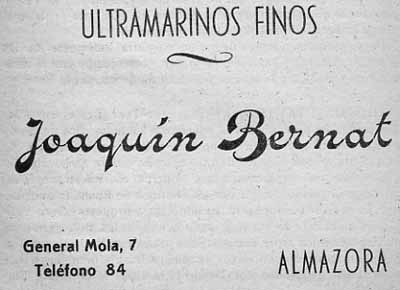 ULTRAMARINOS FINOS
Joaquín Bernat
General Mola, 7
Teléfono 84
ALMAZORA